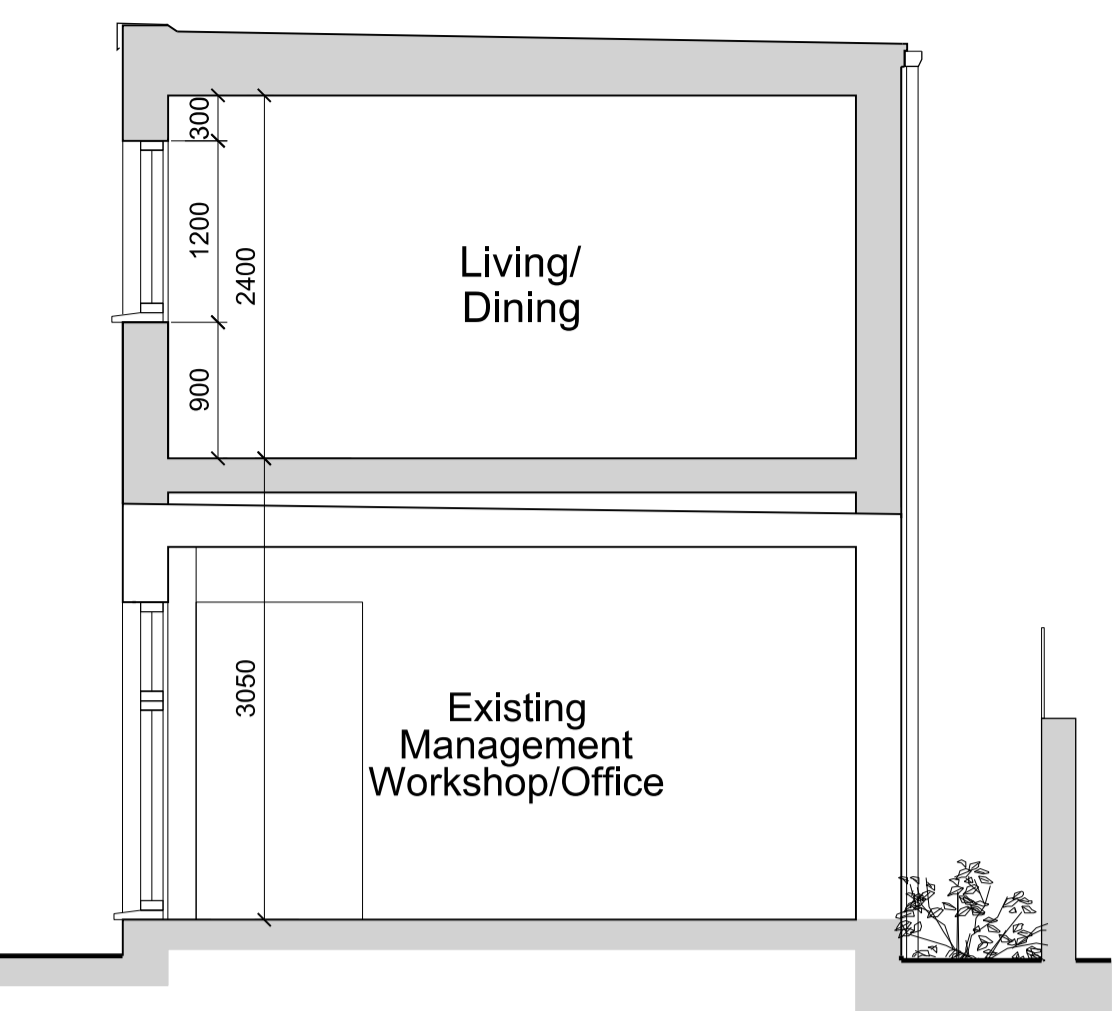 300
1200
2400
900
Living/
Dining
3050
Existing
Management
Workshop/Office